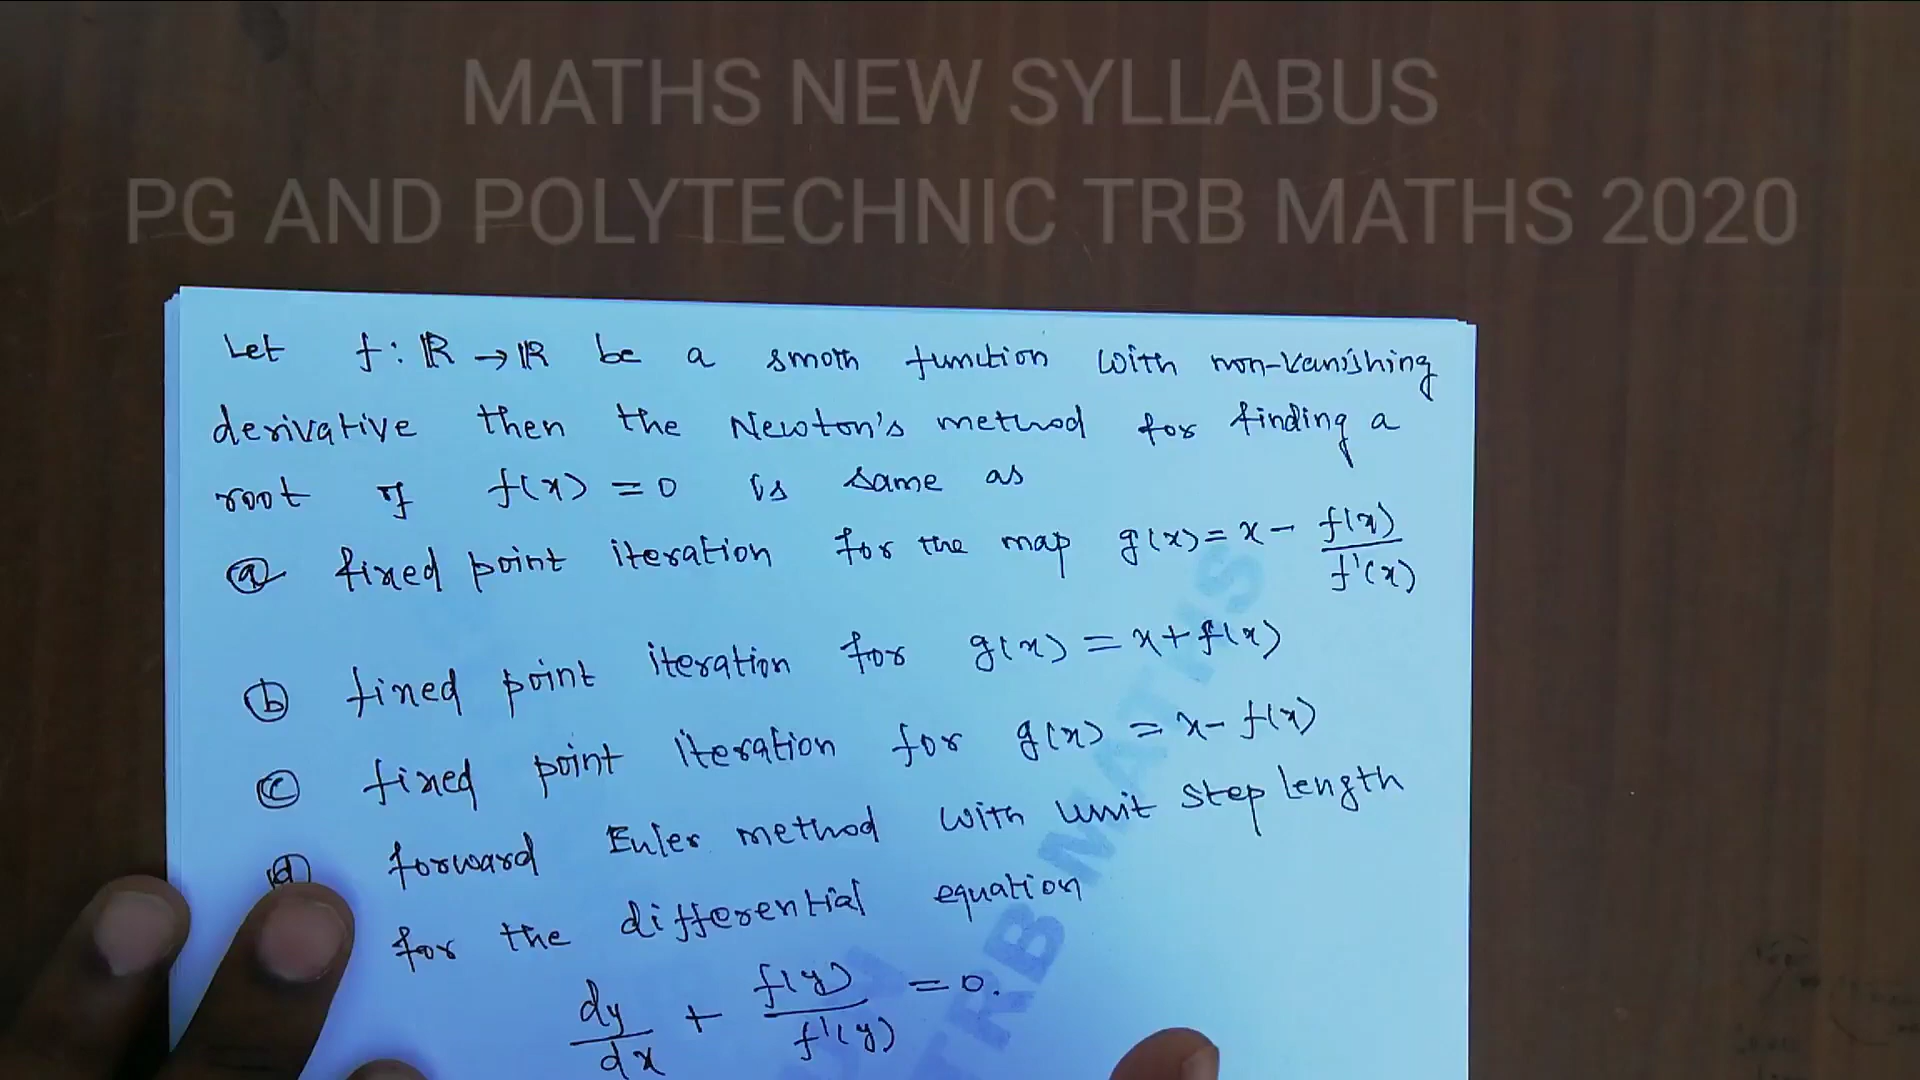 MATHS NEW SYLLABUS
PG AND POLYTECHNIC TRB MATHS 2020
Let f : ℝ → ℝ be a smoth function with non-vanishing
derivative then the Newton's method for finding a
root of f(x) = 0 is same as
ⓐ fixed point iteration for the map g(x) = x - f(x)/f'(x)
ⓑ fixed point iteration for g(x) = x + f(x)
ⓒ fixed point iteration for g(x) = x - f(x)
ⓓ forward Euler method with unit step length
for the differential equation
dy/dx + f(y)/f'(y) = 0.
TRB MATHS